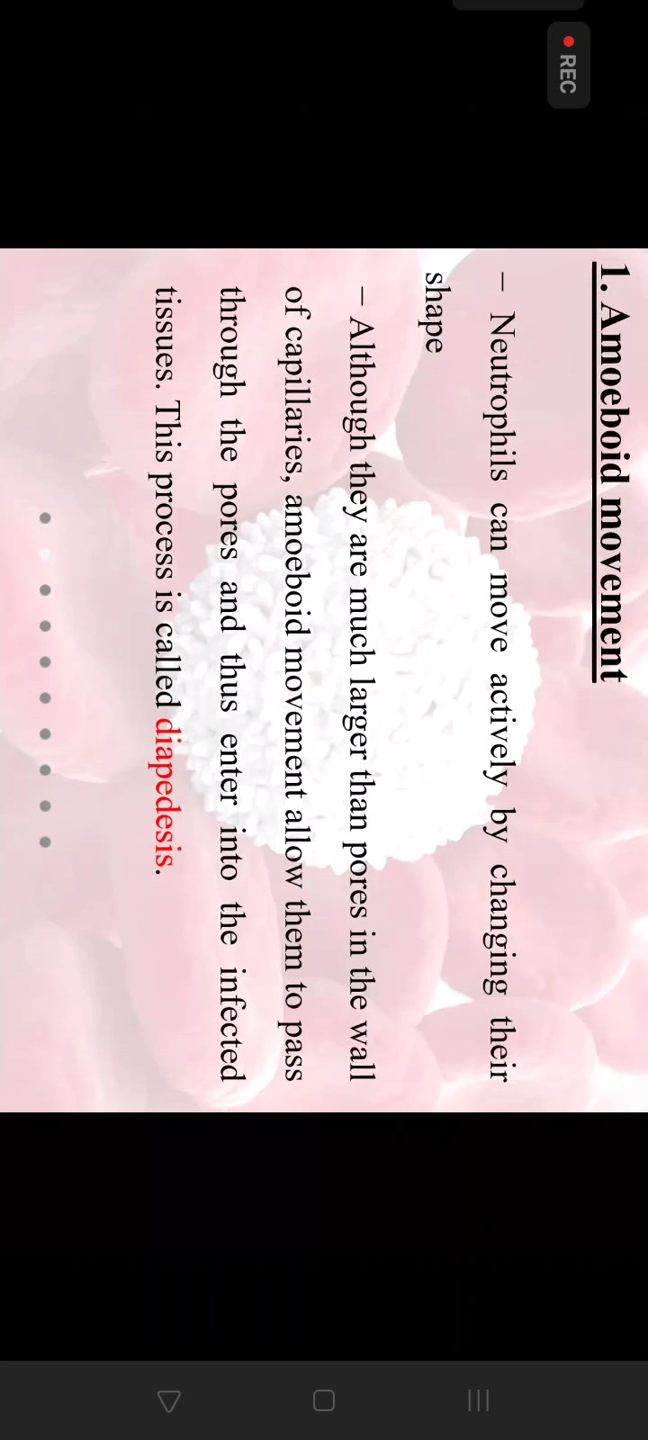 REC
1. Amoeboid movement
– Neutrophils can move actively by changing their
shape
– Although they are much larger than pores in the wall
of capillaries, amoeboid movement allow them to pass
through the pores and thus enter into the infected
tissues. This process is called diapedesis.